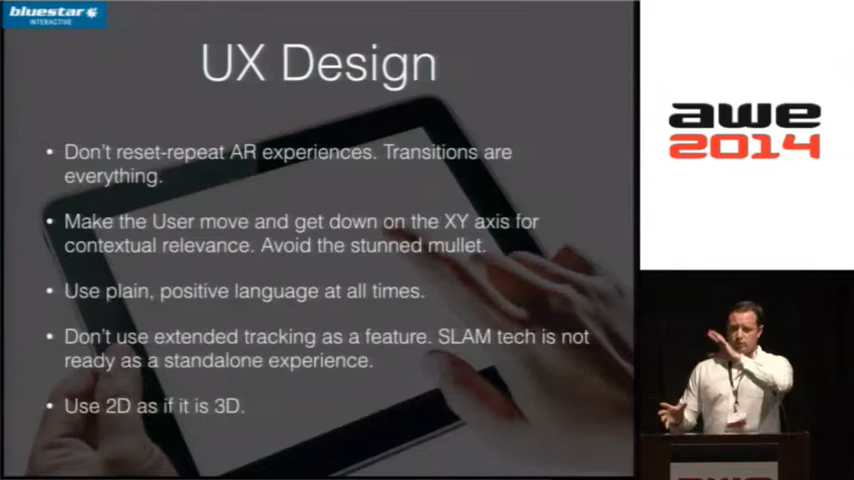 bluestar
INTERACTIVE
UX Design
• Don't reset-repeat AR experiences. Transitions are
everything.
• Make the User move and get down on the XY axis for
contextual relevance. Avoid the stunned mullet.
• Use plain, positive language at all times.
• Don't use extended tracking as a feature. SLAM tech is not
ready as a standalone experience.
• Use 2D as if it is 3D.
awe
2014
awe